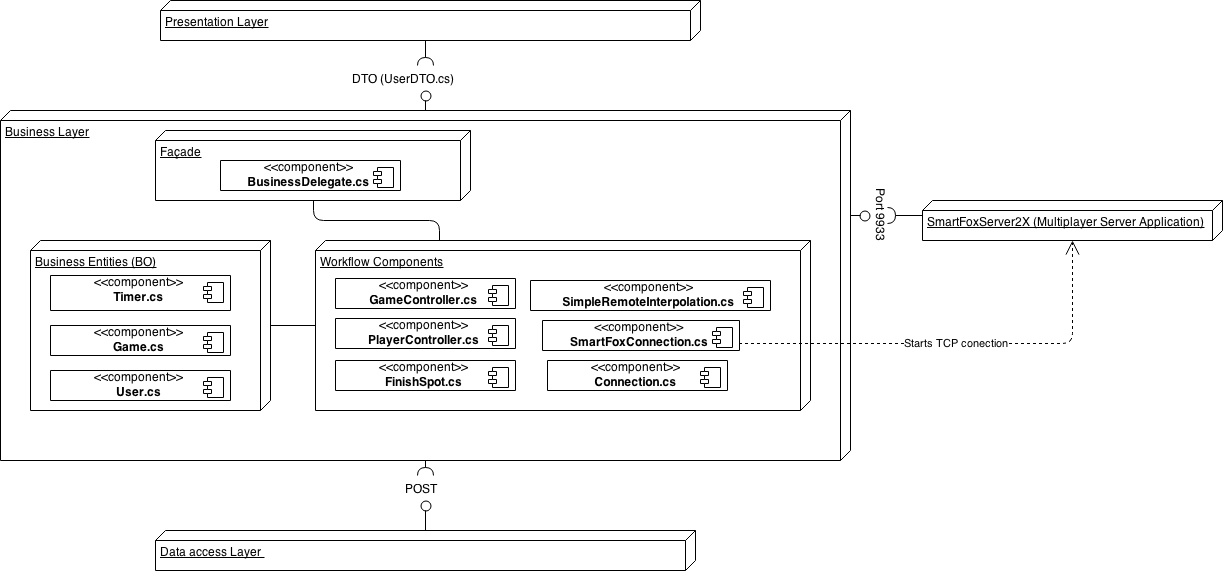 Presentation Layer
DTO (UserDTO.cs)
Business Layer
Façade
<<component>>
BusinessDelegate.cs
Port 9933
SmartFoxServer2X (Multiplayer Server Application)
Business Entities (BO)
<<component>>
Timer.cs
<<component>>
Game.cs
<<component>>
User.cs
Workflow Components
<<component>>
GameController.cs
<<component>>
SimpleRemoteInterpolation.cs
<<component>>
PlayerController.cs
<<component>>
SmartFoxConnection.cs
<<component>>
FinishSpot.cs
<<component>>
Connection.cs
Starts TCP conection
POST
Data access Layer